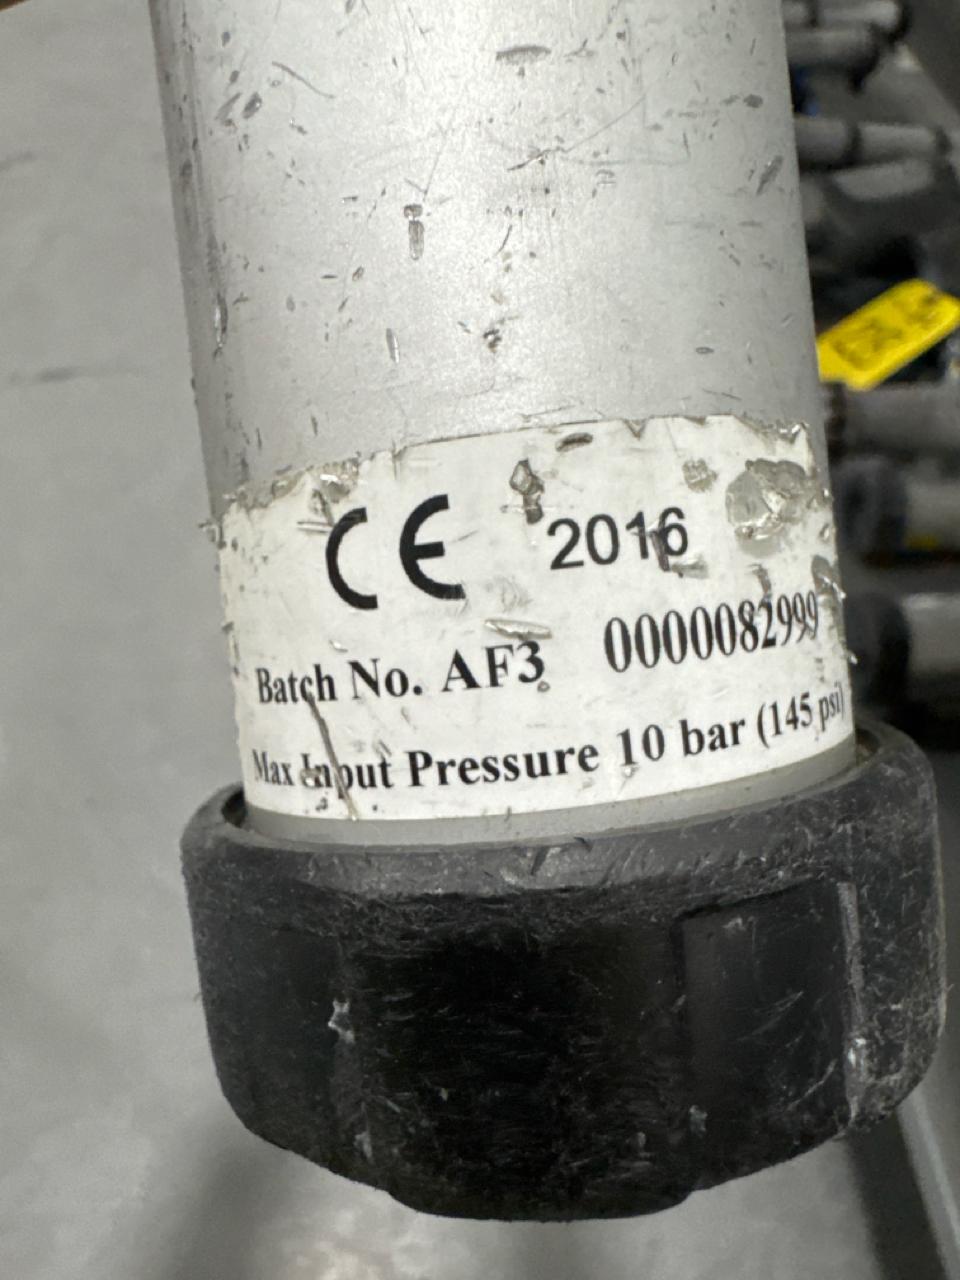 CE 2016
Batch No. AF3 0000082999
Max Input Pressure 10 bar (145 psi)